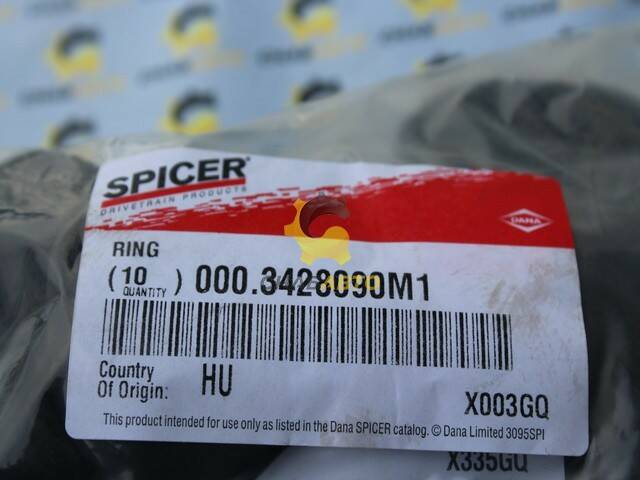 SPICER®
DRIVETRAIN PRODUCTS
DANA
RING
(10) 000.3428090M1
QUANTITY
Country
Of Origin: HU
X003GQ
This product intended for use only as listed in the Dana SPICER catalog. © Dana Limited 3095SPI
X335GQ